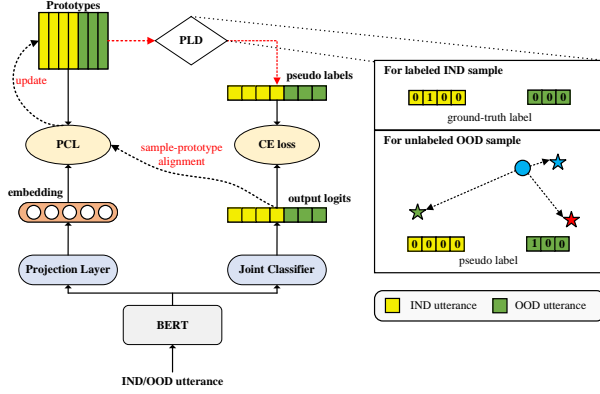 Prototypes
PLD
update
pseudo labels
PCL
sample-prototype
alignment
CE loss
embedding
output logits
Projection Layer
Joint Classifier
BERT
IND/OOD utterance
For labeled IND sample
0 1 0 0
0 0 0
ground-truth label
For unlabeled OOD sample
0 0 0 0
1 0 0
pseudo label
IND utterance
OOD utterance